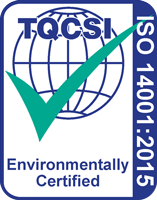 TQCSI
ISO 14001:2015
Environmentally
Certified